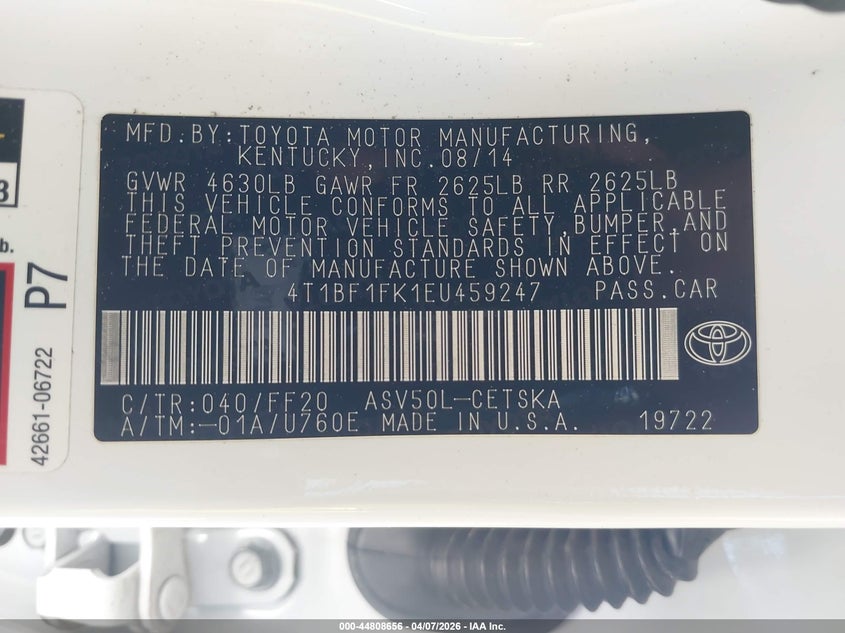 MFD.BY:TOYOTA MOTOR MANUFACTURING,
KENTUCKY,INC.08/14
GVWR 4630LB GAWR FR 2625LB RR 2625LB
THIS VEHICLE CONFORMS TO ALL APPLICABLE
FEDERAL MOTOR VEHICLE SAFETY,BUMPER,AND
THEFT PREVENTION STANDARDS IN EFFECT ON
THE DATE OF MANUFACTURE SHOWN ABOVE.
4T1BF1FK1EU459247 PASS.CAR
C/TR:040/FF20 ASV50L-CETSKA
A/TM:-01A/U760E MADE IN U.S.A. 19722
3
b.
P7
42661-06722
000-44808656 - 04/07/2026 - IAA Inc.